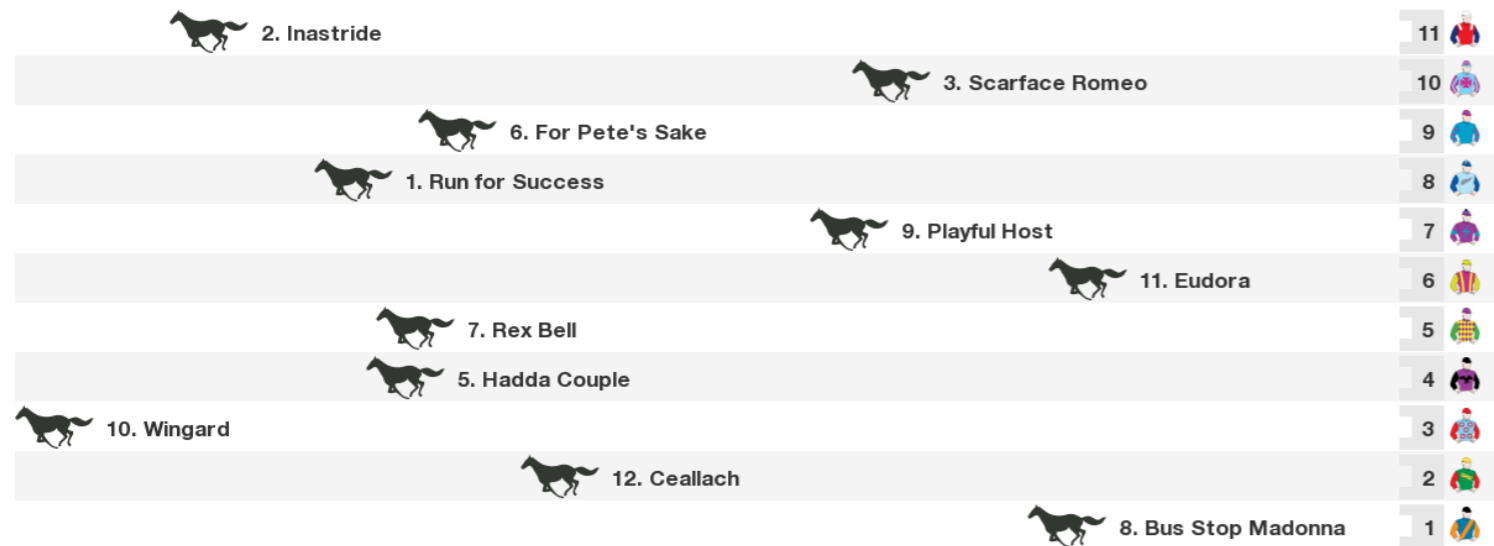 2. Inastride 11
3. Scarface Romeo 10
6. For Pete's Sake 9
1. Run for Success 8
9. Playful Host 7
11. Eudora 6
7. Rex Bell 5
5. Hadda Couple 4
10. Wingard 3
12. Ceallach 2
8. Bus Stop Madonna 1